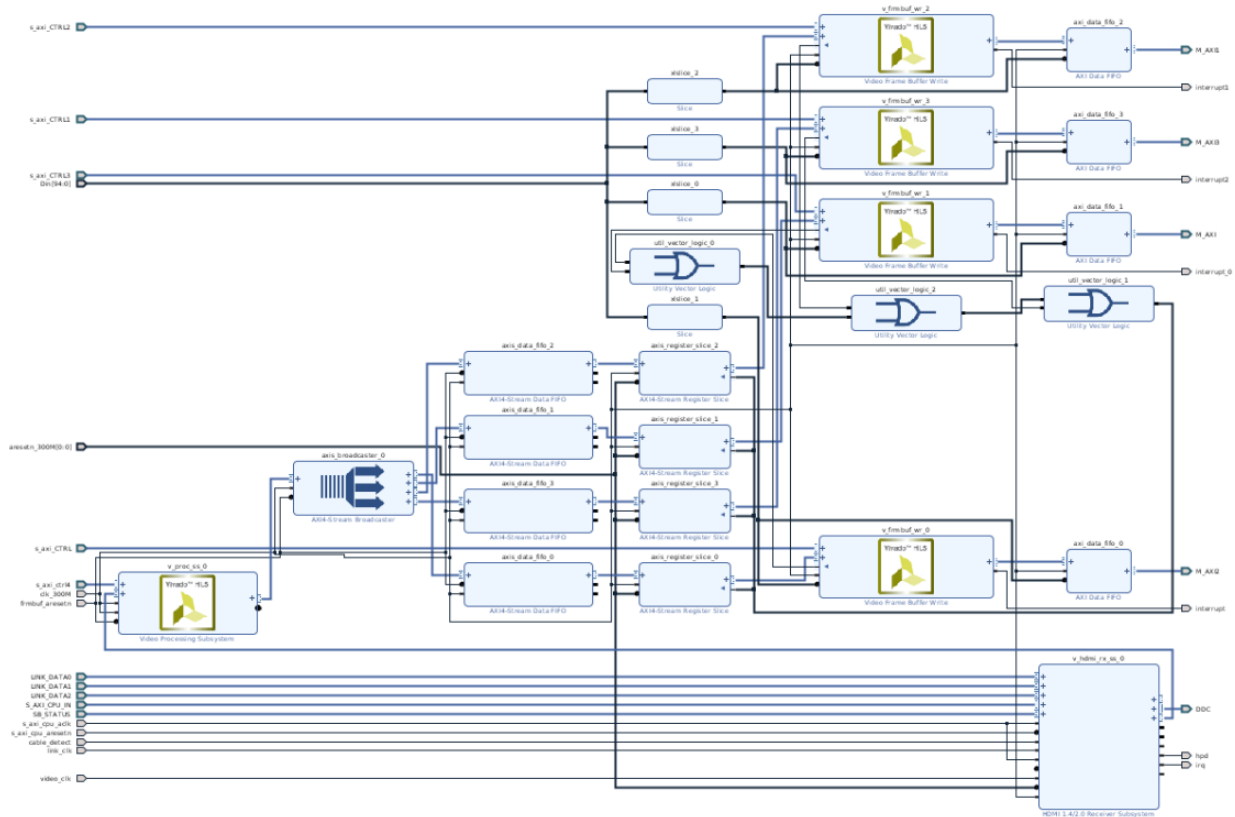 v_frmbuf_wr_2
s_axi_CTRL2
Vivado™ HLS
axi_data_fifo_2
M_AXI1
AXI Data FIFO
Video Frame Buffer Write
interrupt1
xlslice_2
Slice
v_frmbuf_wr_3
s_axi_CTRL1
Vivado™ HLS
axi_data_fifo_3
M_AXI3
AXI Data FIFO
Video Frame Buffer Write
interrupt2
xlslice_3
Slice
s_axi_CTRL3
Din[94:0]
xlslice_0
Slice
v_frmbuf_wr_1
Vivado™ HLS
axi_data_fifo_1
M_AXI
AXI Data FIFO
Video Frame Buffer Write
interrupt_0
util_vector_logic_0
Utility Vector Logic
util_vector_logic_2
Utility Vector Logic
util_vector_logic_1
Utility Vector Logic
xlslice_1
Slice
axis_data_fifo_2
AXI4-Stream Data FIFO
axis_register_slice_2
AXI4-Stream Register Slice
axis_data_fifo_1
AXI4-Stream Data FIFO
axis_register_slice_1
AXI4-Stream Register Slice
aresetn_300M[0:0]
axis_broadcaster_0
AXI4-Stream Broadcaster
axis_data_fifo_3
AXI4-Stream Data FIFO
axis_register_slice_3
AXI4-Stream Register Slice
s_axi_CTRL
axis_data_fifo_0
AXI4-Stream Data FIFO
axis_register_slice_0
AXI4-Stream Register Slice
v_frmbuf_wr_0
Vivado™ HLS
Video Frame Buffer Write
axi_data_fifo_0
AXI Data FIFO
M_AXI2
interrupt
v_proc_ss_0
s_axi_ctrl4
clk_300M
frmbuf_aresetn
Vivado™ HLS
Video Processing Subsystem
v_hdmi_rx_ss_0
LINK_DATA0
LINK_DATA1
LINK_DATA2
S_AXI_CPU_IN
SB_STATUS
s_axi_cpu_aclk
s_axi_cpu_aresetn
cable_detect
link_clk
video_clk
DDC
hpd
irq
HDMI 1.4/2.0 Receiver Subsystem